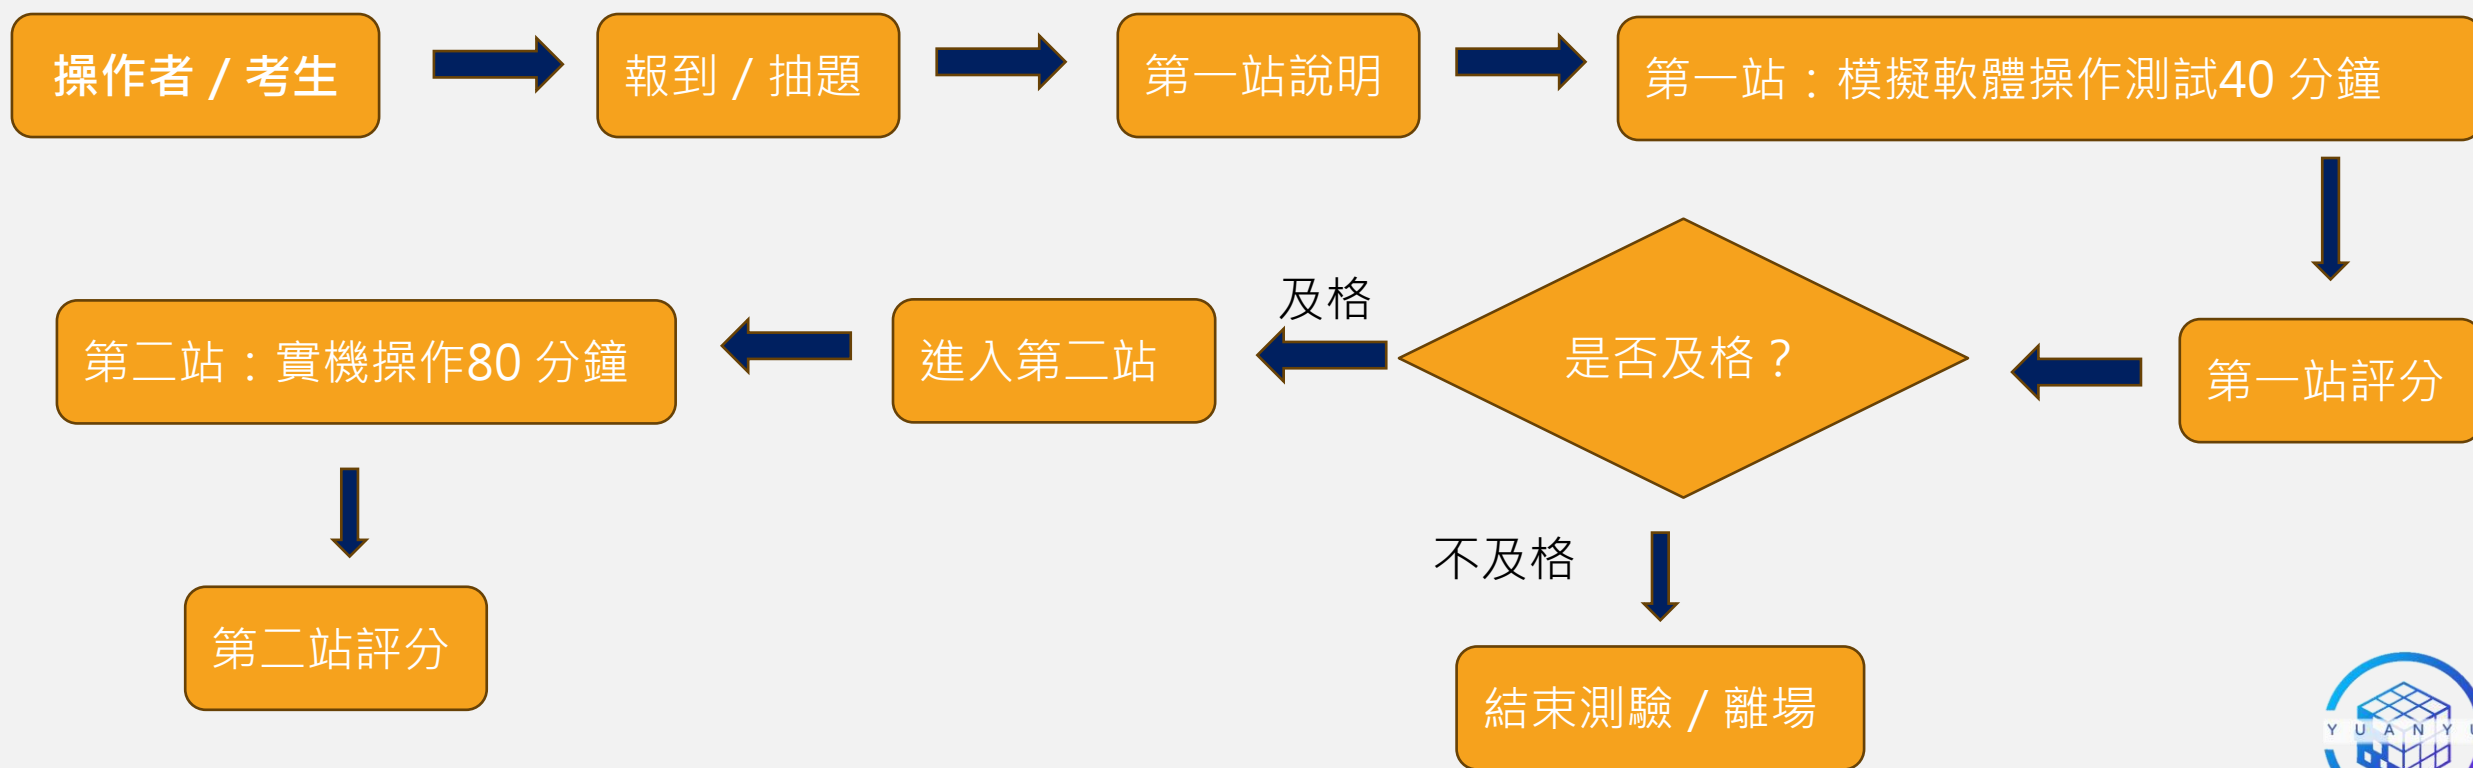 操作者 / 考生
報到 / 抽題
第一站說明
第一站：模擬軟體操作測試40 分鐘
第一站評分
是否及格？
及格
進入第二站
第二站：實機操作80 分鐘
第二站評分
不及格
結束測驗 / 離場
YUANYU